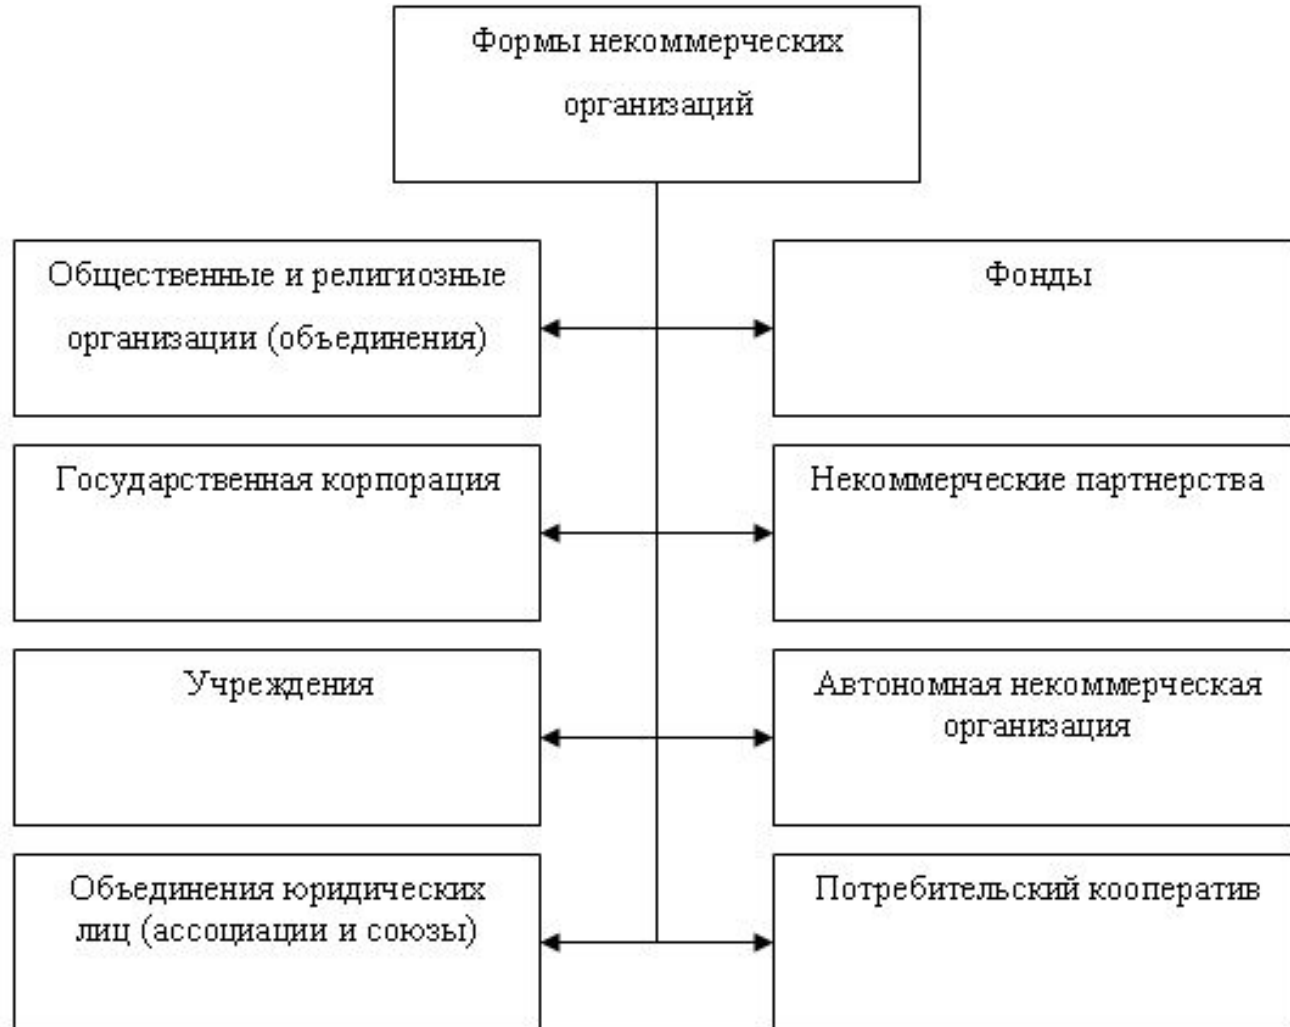 Формы некоммерческих
организаций
Общественные и религиозные
организации (объединения)
Фонды
Государственная корпорация
Некоммерческие партнерства
Учреждения
Автономная некоммерческая
организация
Объединения юридических
лиц (ассоциации и союзы)
Потребительский кооператив